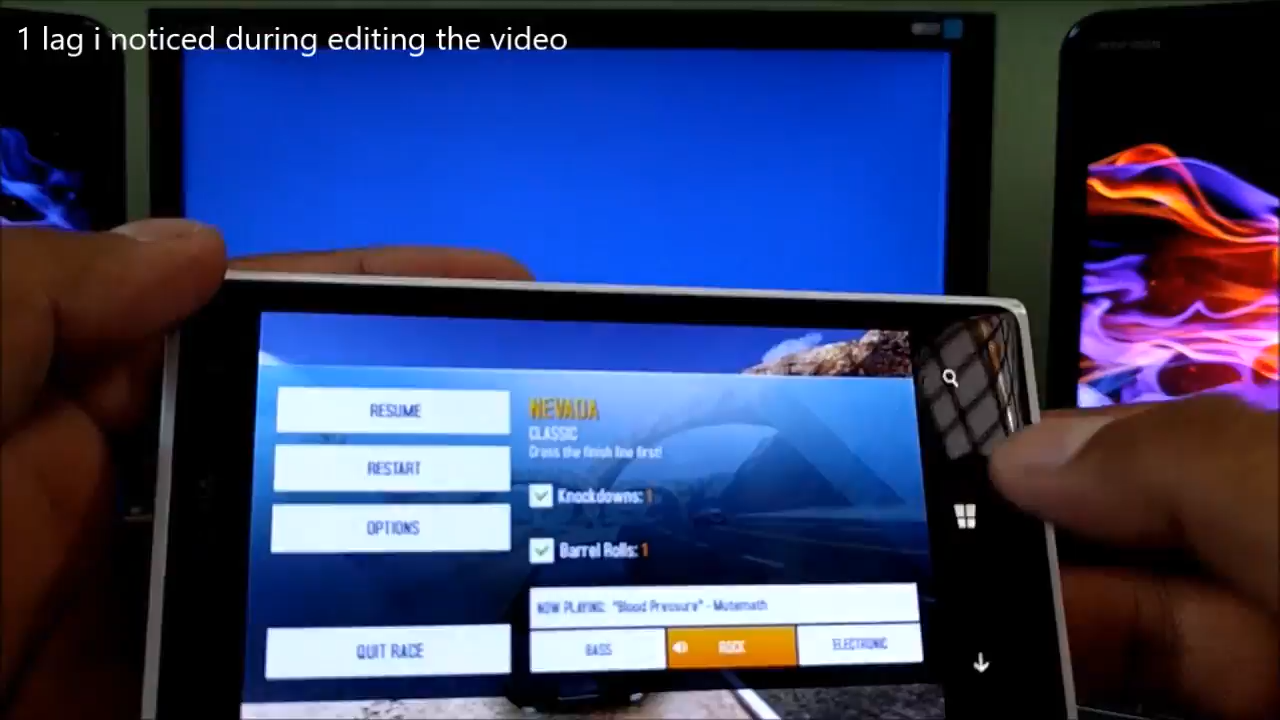 1 lag i noticed during editing the video
RESUME
RESTART
OPTIONS
QUIT RACE
NEVADA
CLASSIC
Cross the finish line first!
Knockdowns: 1
Barrel Rolls: 1
NOW PLAYING: "Blood Pressure" - Mutemath
BASS
ROCK
ELECTRONIC